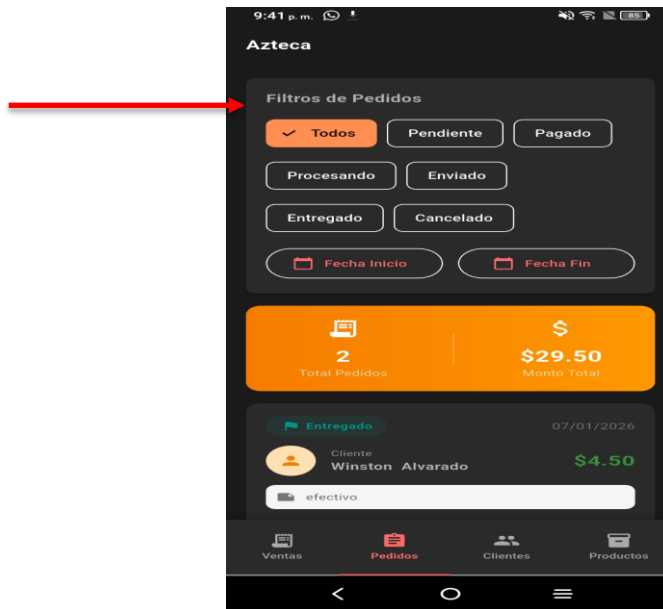 9:41 p. m. 85
Azteca
Filtros de Pedidos
Todos Pendiente Pagado
Procesando Enviado
Entregado Cancelado
Fecha Inicio Fecha Fin
2 $29.50
Total Pedidos Monto Total
Entregado 07/01/2026
Cliente
Winston Alvarado $4.50
efectivo
Ventas Pedidos Clientes Productos